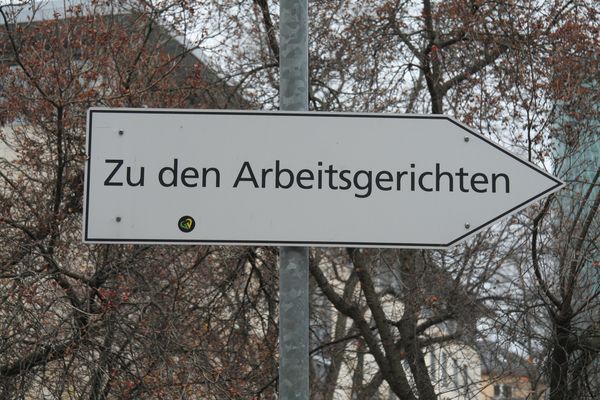 Zu den Arbeitsgerichten